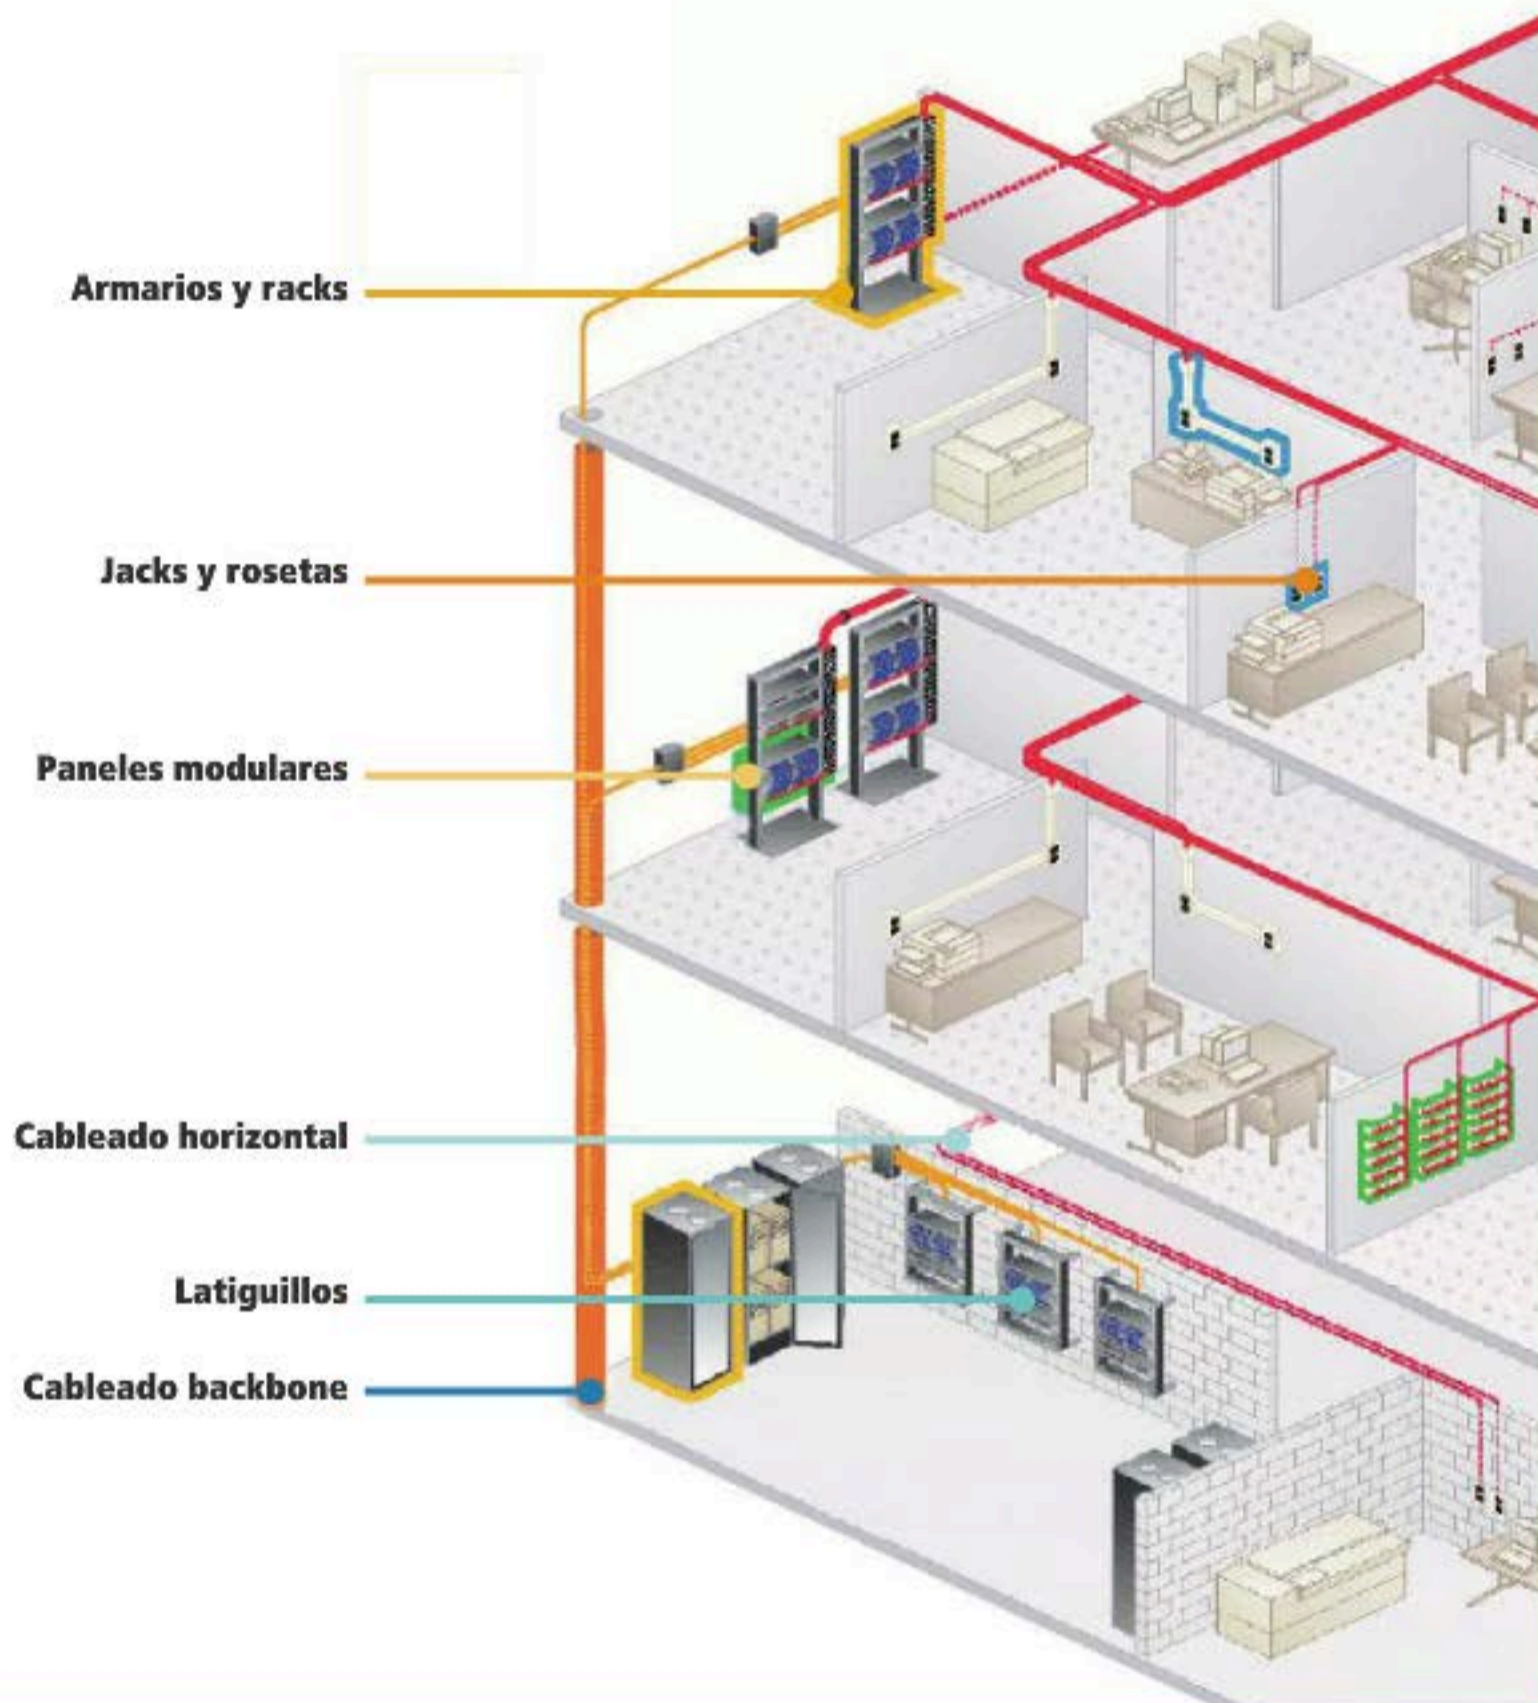 Armarios y racks
Jacks y rosetas
Paneles modulares
Cableado horizontal
Latiguillos
Cableado backbone